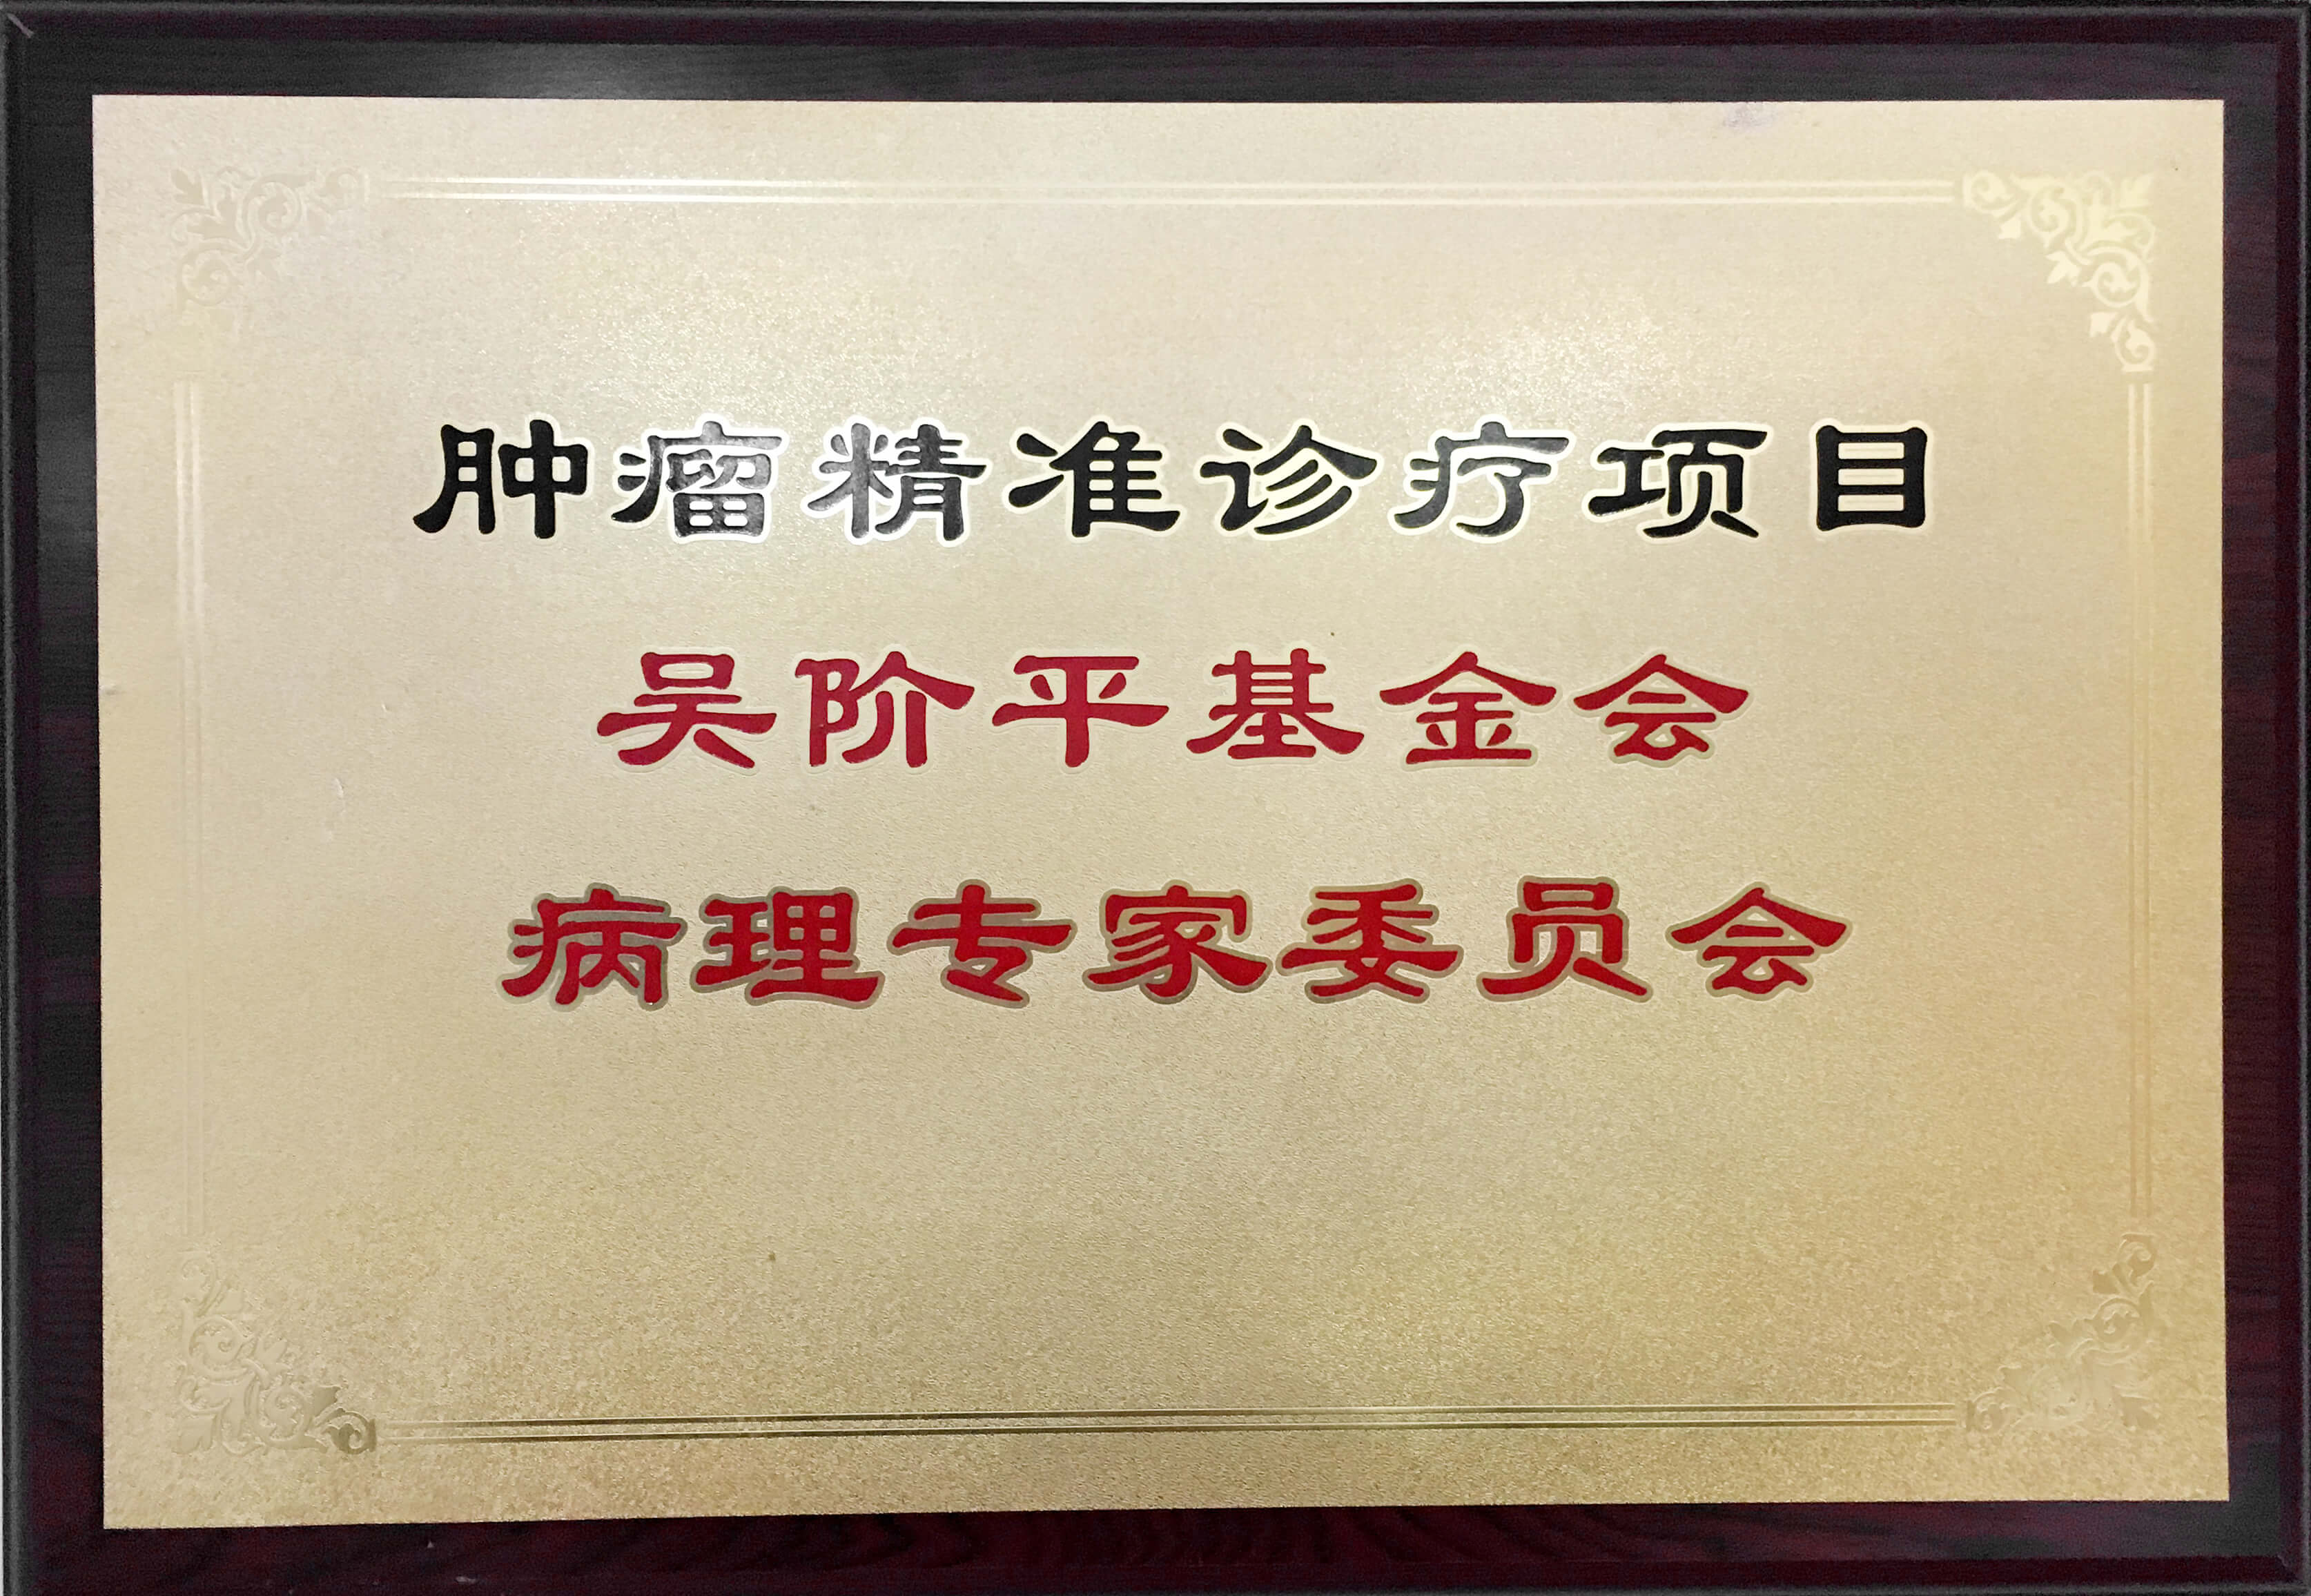 肿瘤精准诊疗项目
吴阶平基金会
病理专家委员会